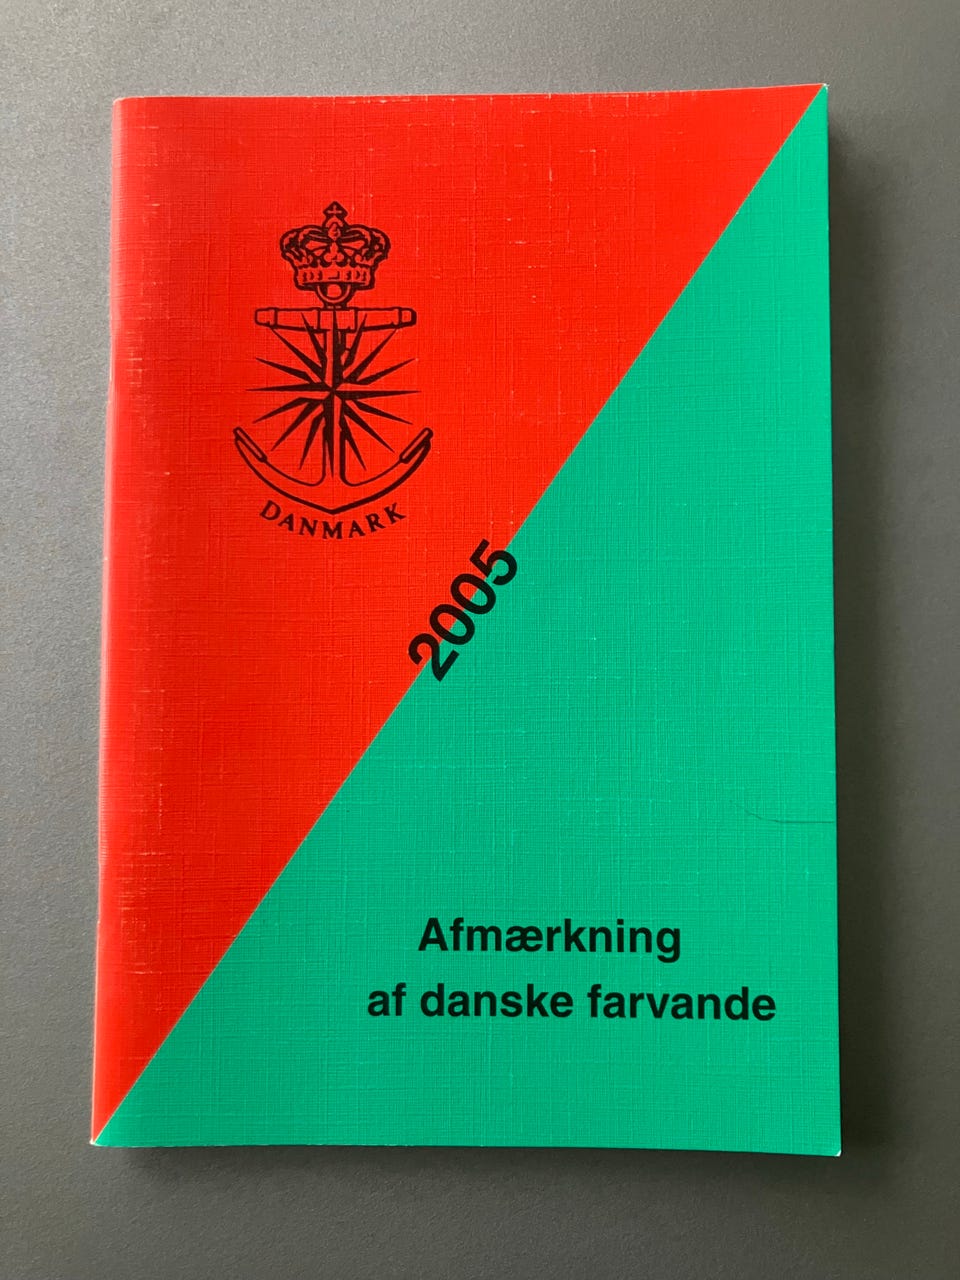 DANMARK
2005
Afmærkning
af danske farvande